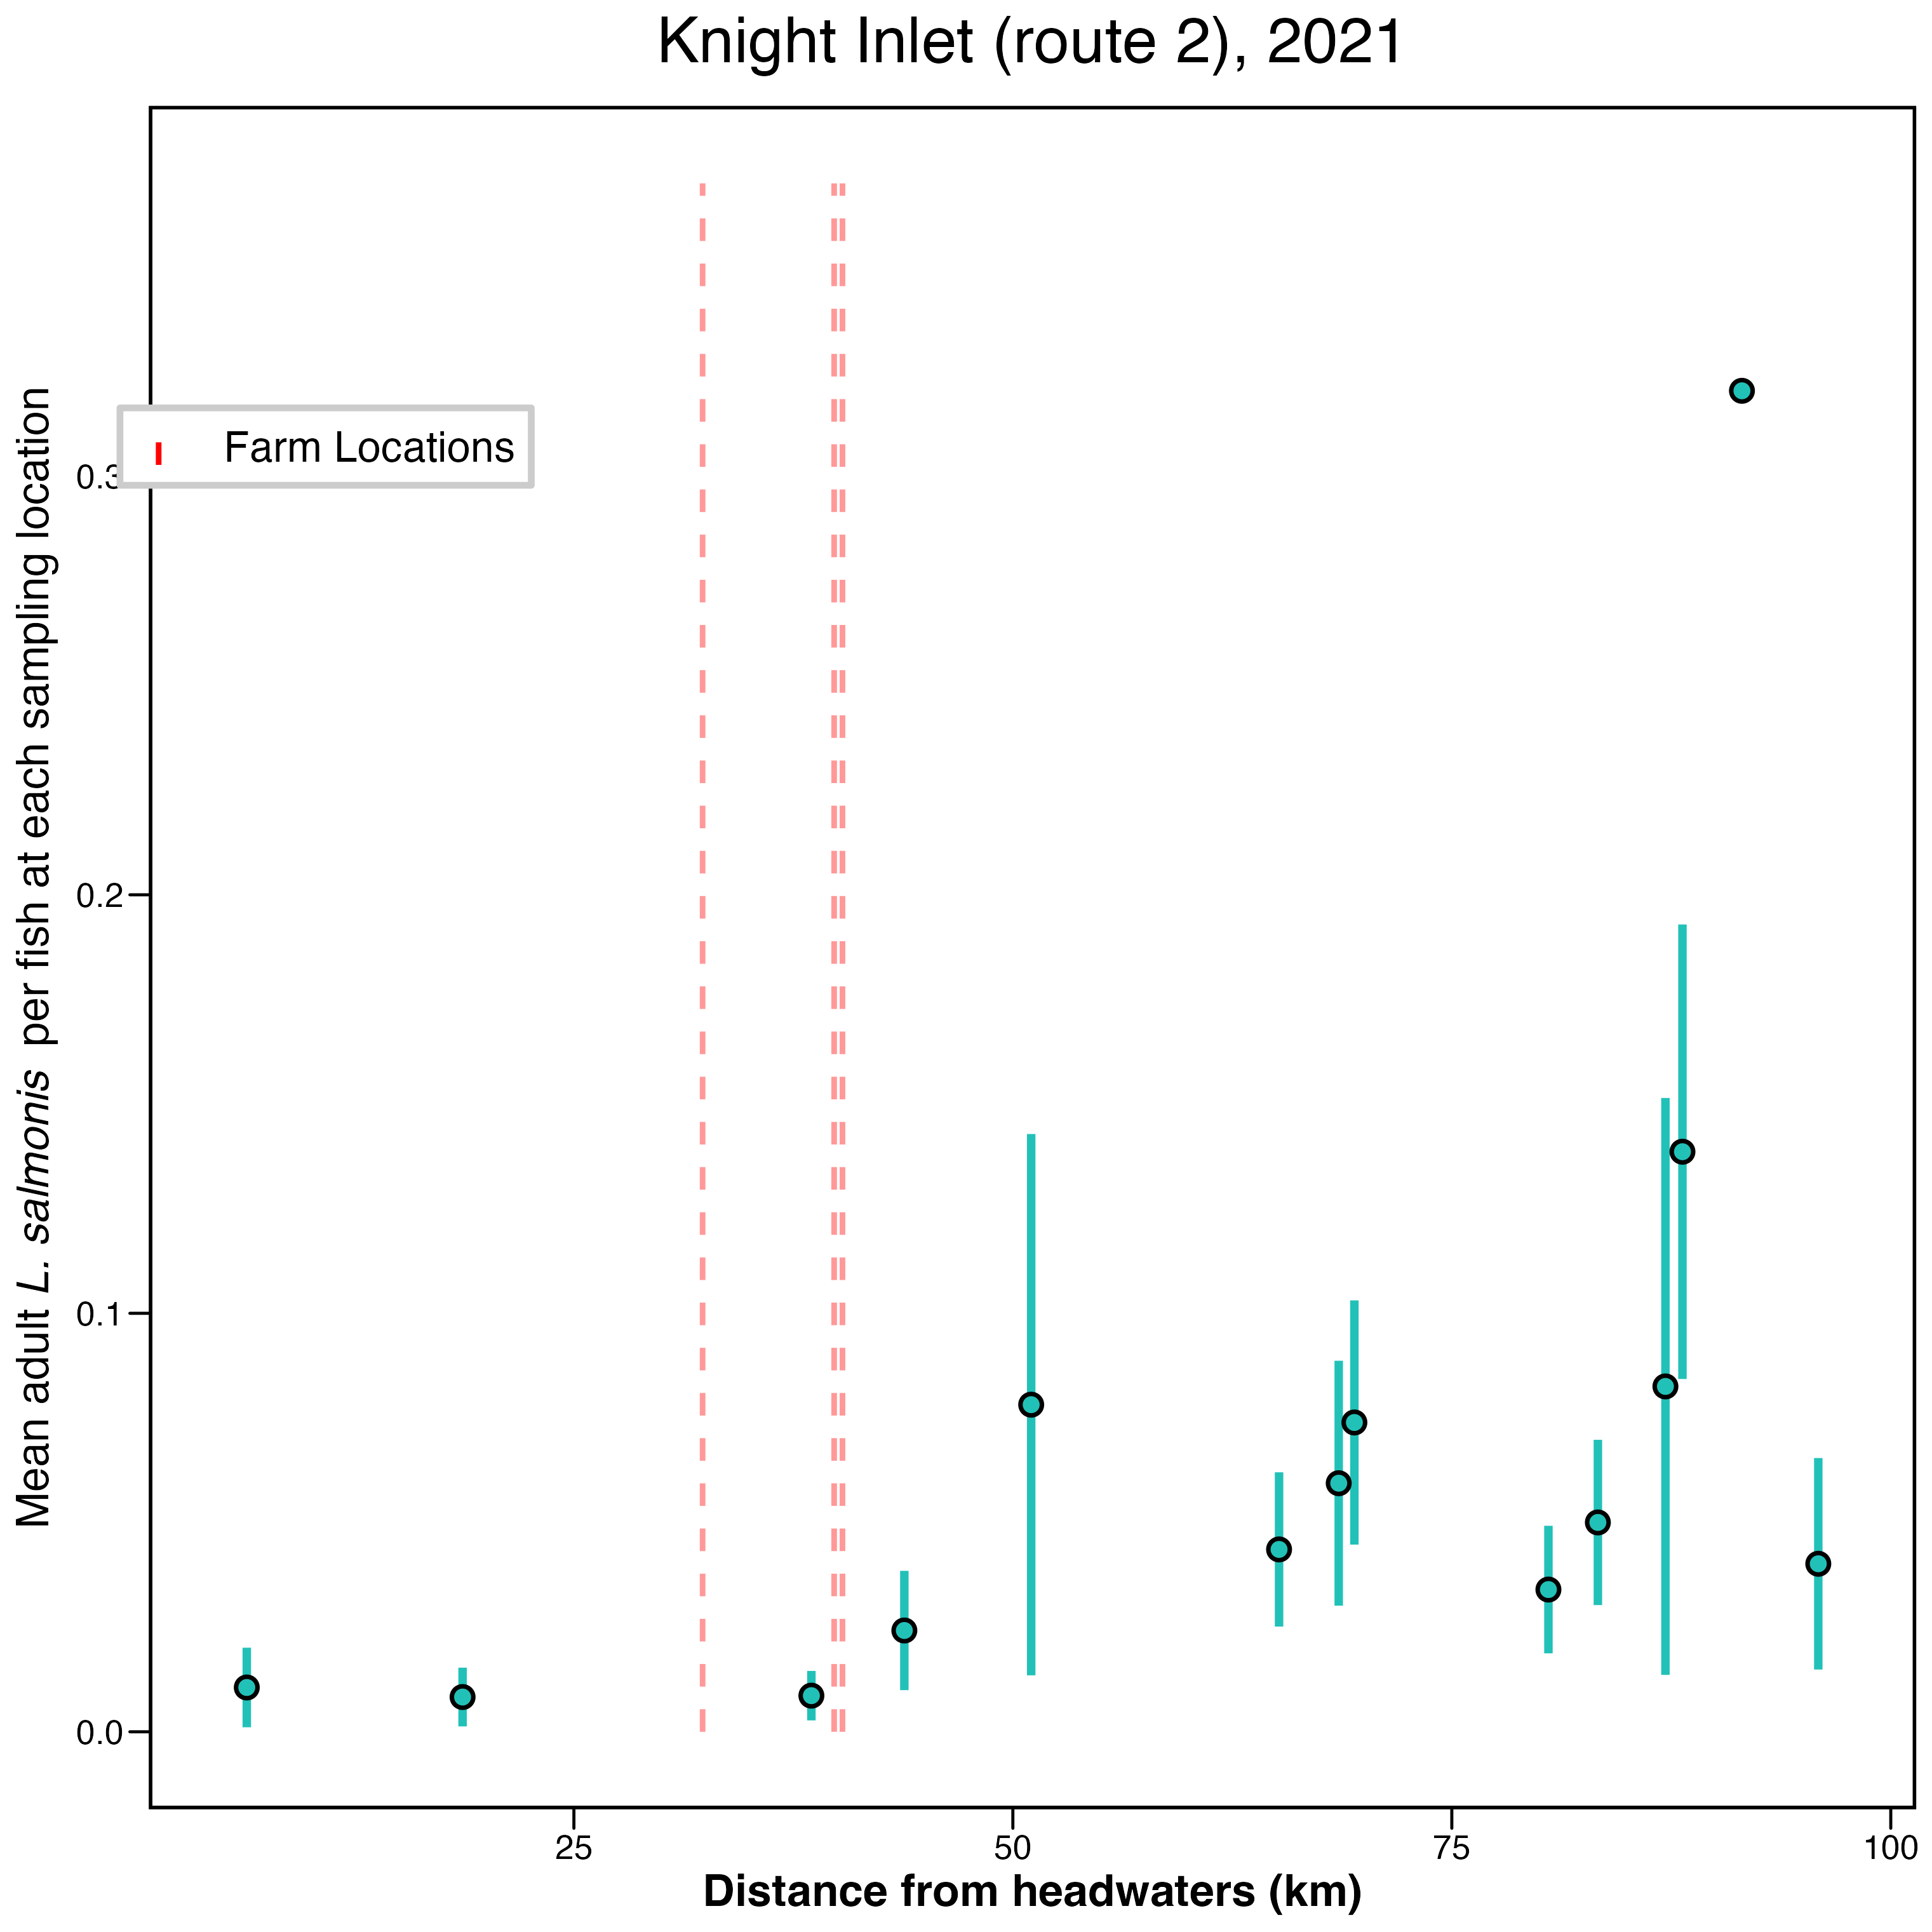 Knight Inlet (route 2), 2021
Mean adult L. salmonis per fish at each sampling location
Farm Locations
0.3
0.2
0.1
0.0
25 50 75 100
Distance from headwaters (km)